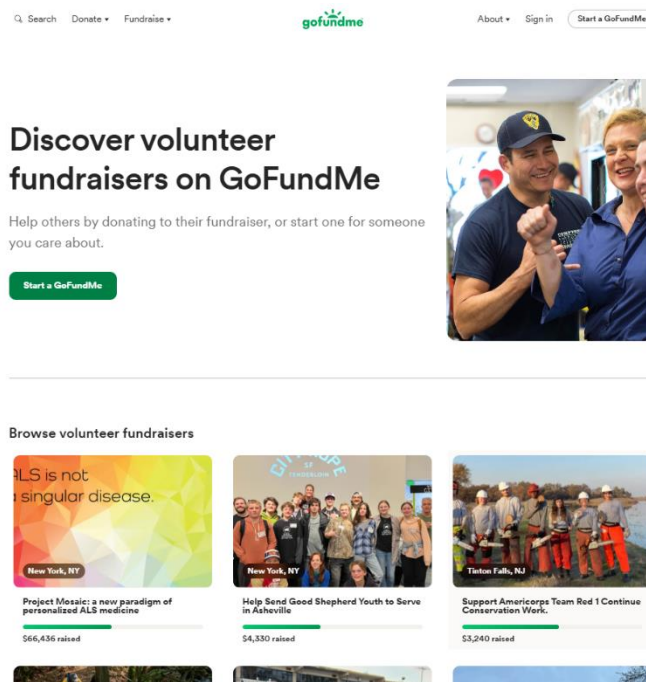 Search Donate Fundraise
gofundme
About Sign in Start a GoFundMe
Discover volunteer
fundraisers on GoFundMe
Help others by donating to their fundraiser, or start one for someone
you care about.
Start a GoFundMe
Browse volunteer fundraisers
ALS is not
a singular disease.
New York, NY
CITY HOPE
SF
TENDERLOIN
New York, NY
Tinton Falls, NJ
Project Mosaic: a new paradigm of
personalized ALS medicine
$66,436 raised
Help Send Good Shepherd Youth to Serve
in Asheville
$4,330 raised
Support Americorps Team Red 1 Continue
Conservation Work.
$3,240 raised